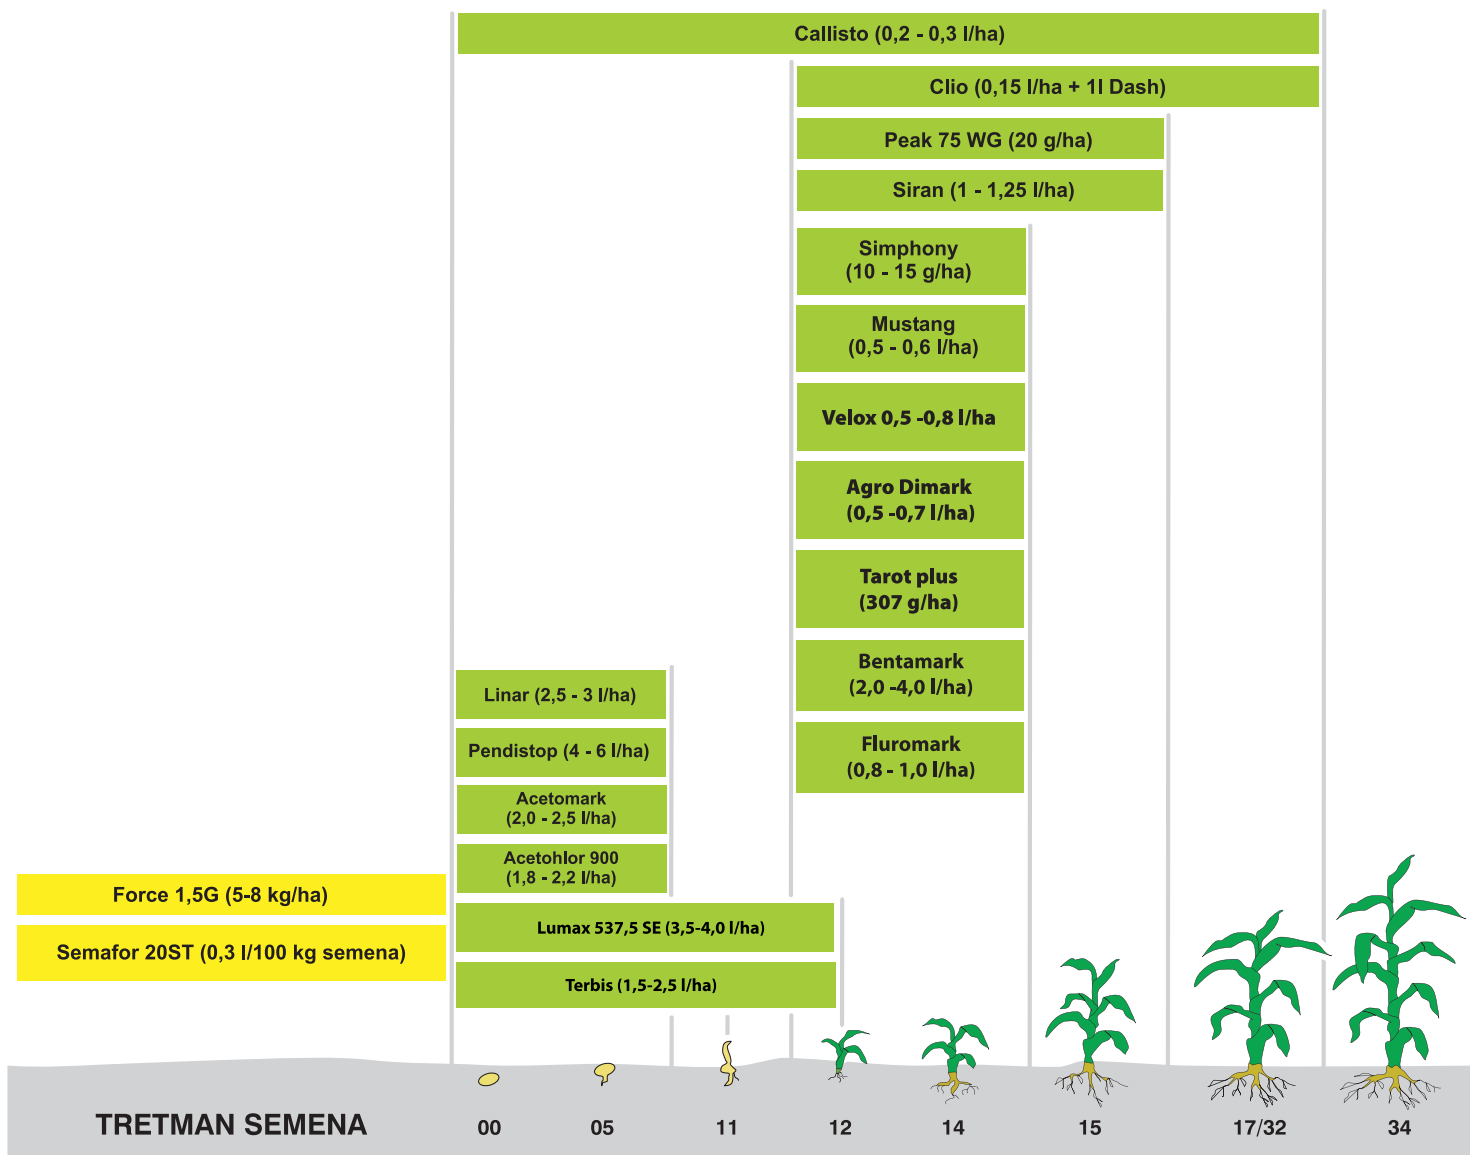 Callisto (0,2 - 0,3 l/ha)
Clio (0,15 l/ha + 1l Dash)
Peak 75 WG (20 g/ha)
Siran (1 - 1,25 l/ha)
Simphony
(10 - 15 g/ha)
Mustang
(0,5 - 0,6 l/ha)
Velox 0,5 -0,8 l/ha
Agro Dimark
(0,5 -0,7 l/ha)
Tarot plus
(307 g/ha)
Bentamark
(2,0 -4,0 l/ha)
Fluromark
(0,8 - 1,0 l/ha)
Linar (2,5 - 3 l/ha)
Pendistop (4 - 6 l/ha)
Acetomark
(2,0 - 2,5 l/ha)
Acetohlor 900
(1,8 - 2,2 l/ha)
Force 1,5G (5-8 kg/ha)
Lumax 537,5 SE (3,5-4,0 l/ha)
Semafor 20ST (0,3 l/100 kg semena)
Terbis (1,5-2,5 l/ha)
TRETMAN SEMENA 00 05 11 12 14 15 17/32 34